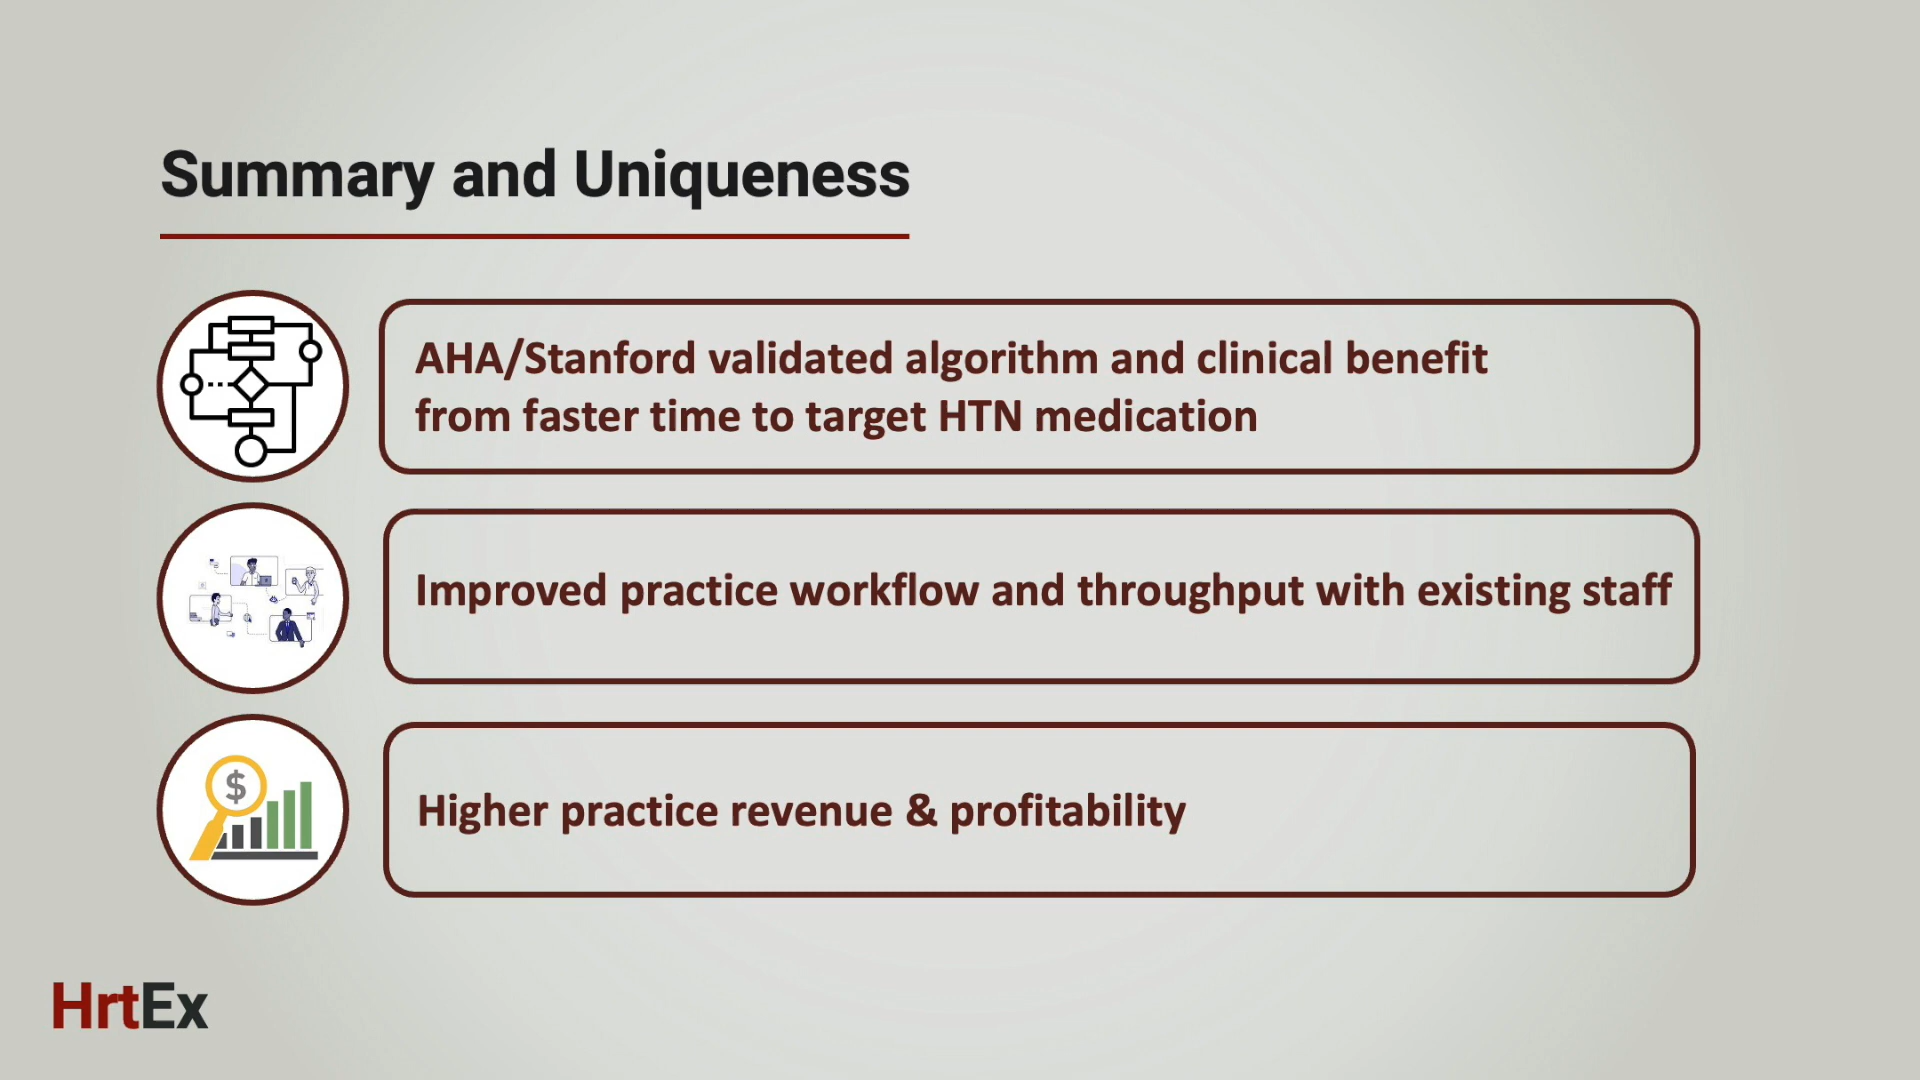 Summary and Uniqueness
AHA/Stanford validated algorithm and clinical benefit
from faster time to target HTN medication
Improved practice workflow and throughput with existing staff
$
Higher practice revenue & profitability
HrtEx